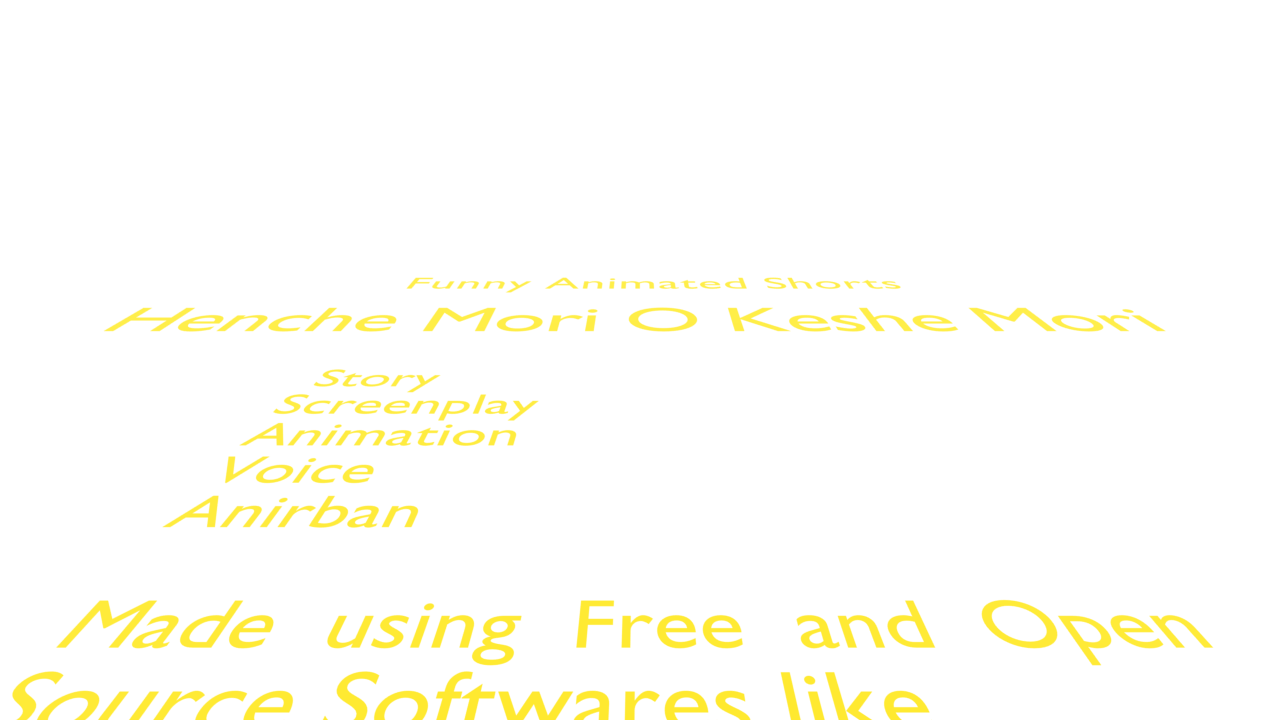 Funny Animated Shorts
Henche Mori O Keshe Mori
Story
Screenplay
Animation
Voice
Anirban
Made using Free and Open
Source Softwares like